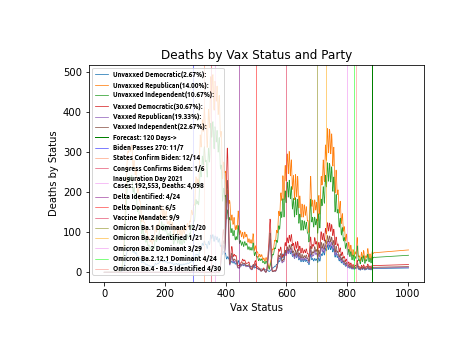 Deaths by Vax Status and Party
Deaths by Status
500
400
300
200
100
0
Unvaxxed Democratic(2.67%):
Unvaxxed Republican(14.00%):
Unvaxxed Independent(10.67%):
Vaxxed Democratic(30.67%):
Vaxxed Republican(19.33%):
Vaxxed Independent(22.67%):
Forecast: 120 Days->
Biden Passes 270: 11/7
States Confirm Biden: 12/14
Congress Confirms Biden: 1/6
Inauguration Day 2021
Cases: 192,553, Deaths: 4,098
Delta Identified: 4/24
Delta Dominant: 6/5
Vaccine Mandate: 9/9
Omicron Ba.1 Dominant 12/20
Omicron Ba.2 Identified 1/21
Omicron Ba.2 Dominant 3/29
Omicron Ba.2.12.1 Dominant 4/24
Omicron Ba.4 - Ba.5 Identified 4/30
0 200 400 600 800 1000
Vax Status